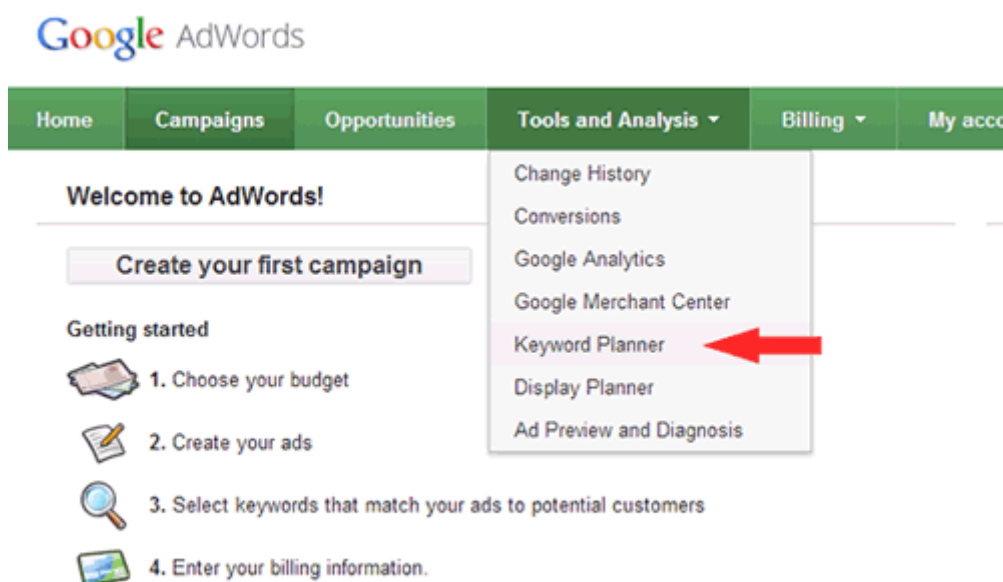 Google AdWords
Home Campaigns Opportunities Tools and Analysis Billing My acco
Welcome to AdWords!
Create your first campaign
Getting started
1. Choose your budget
2. Create your ads
3. Select keywords that match your ads to potential customers
4. Enter your billing information.
Change History
Conversions
Google Analytics
Google Merchant Center
Keyword Planner
Display Planner
Ad Preview and Diagnosis